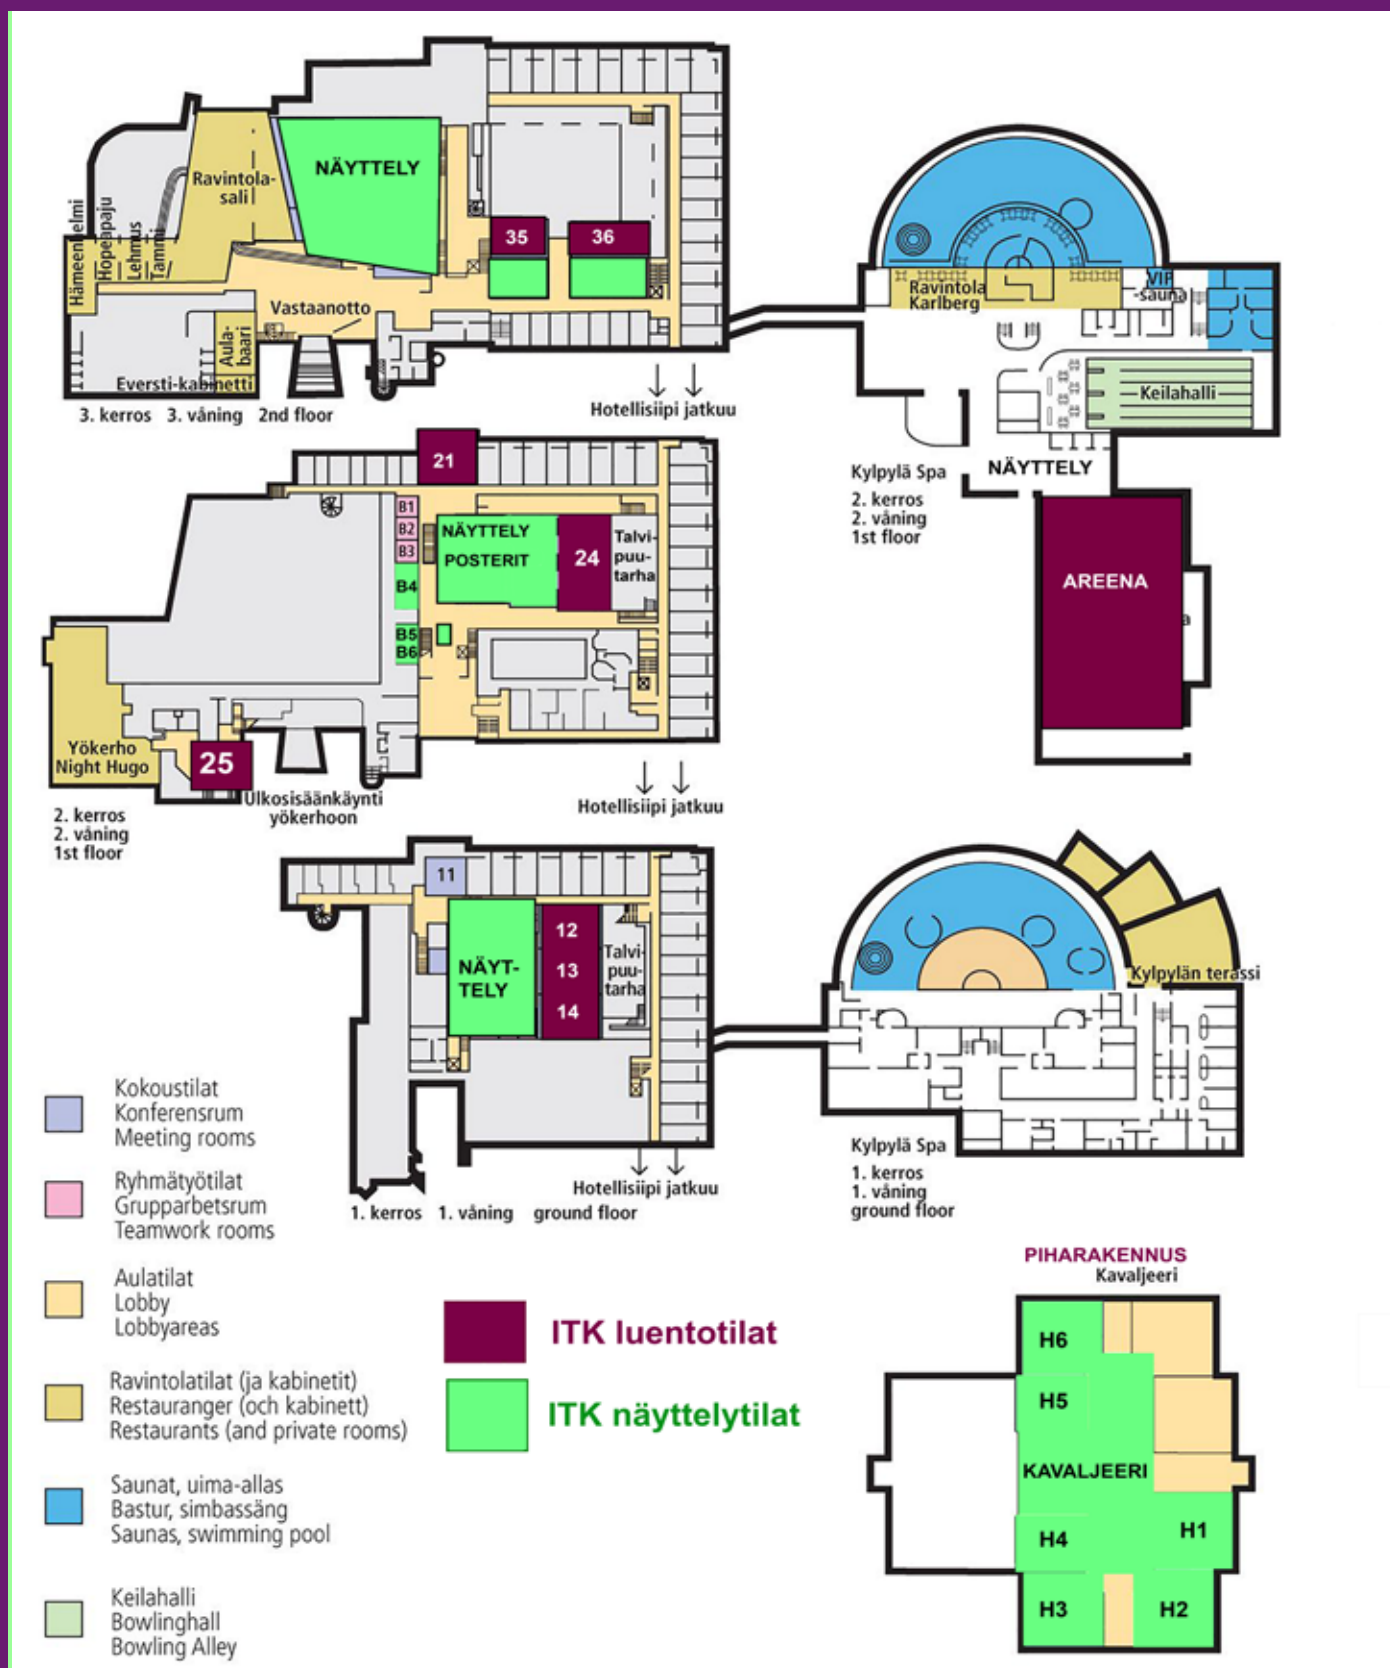 NÄYTTELY
Ravintola-
sali
Hämeenhelmi
Hopeapaju
Lehmus
Tammi
35
36
Vastaanotto
Aula-
baari
Eversti-kabinetti
3. kerros 3. våning 2nd floor
Hotellisiipi jatkuu
Ravintola
Karlberg
VIP
-sauna
Keilahalli
NÄYTTELY
Kylpylä Spa
2. kerros
2. våning
1st floor
AREENA
21
B1
B2
B3
B4
B5
B6
NÄYTTELY
POSTERIT
24
Talvi-
puu-
tarha
Yökerho
Night Hugo
25
Ulkosisäänkäynti
yökerhoon
Hotellisiipi jatkuu
2. kerros
2. våning
1st floor
11
NÄYT-
TELY
12
13
14
Talvi-
puu-
tarha
Hotellisiipi jatkuu
1. kerros 1. våning ground floor
Kylpylän terassi
Kylpylä Spa
1. kerros
1. våning
ground floor
Kokoustilat
Konferensrum
Meeting rooms
Ryhmätyötilat
Grupparbetsrum
Teamwork rooms
Aulatilat
Lobby
Lobbyareas
Ravintolatilat (ja kabinetit)
Restauranger (och kabinett)
Restaurants (and private rooms)
Saunat, uima-allas
Bastur, simbassäng
Saunas, swimming pool
Keilahalli
Bowlinghall
Bowling Alley
ITK luentotilat
ITK näyttelytilat
PIHARAKENNUS
Kavaljeeri
H6
H5
KAVALJEERI
H4
H1
H3
H2